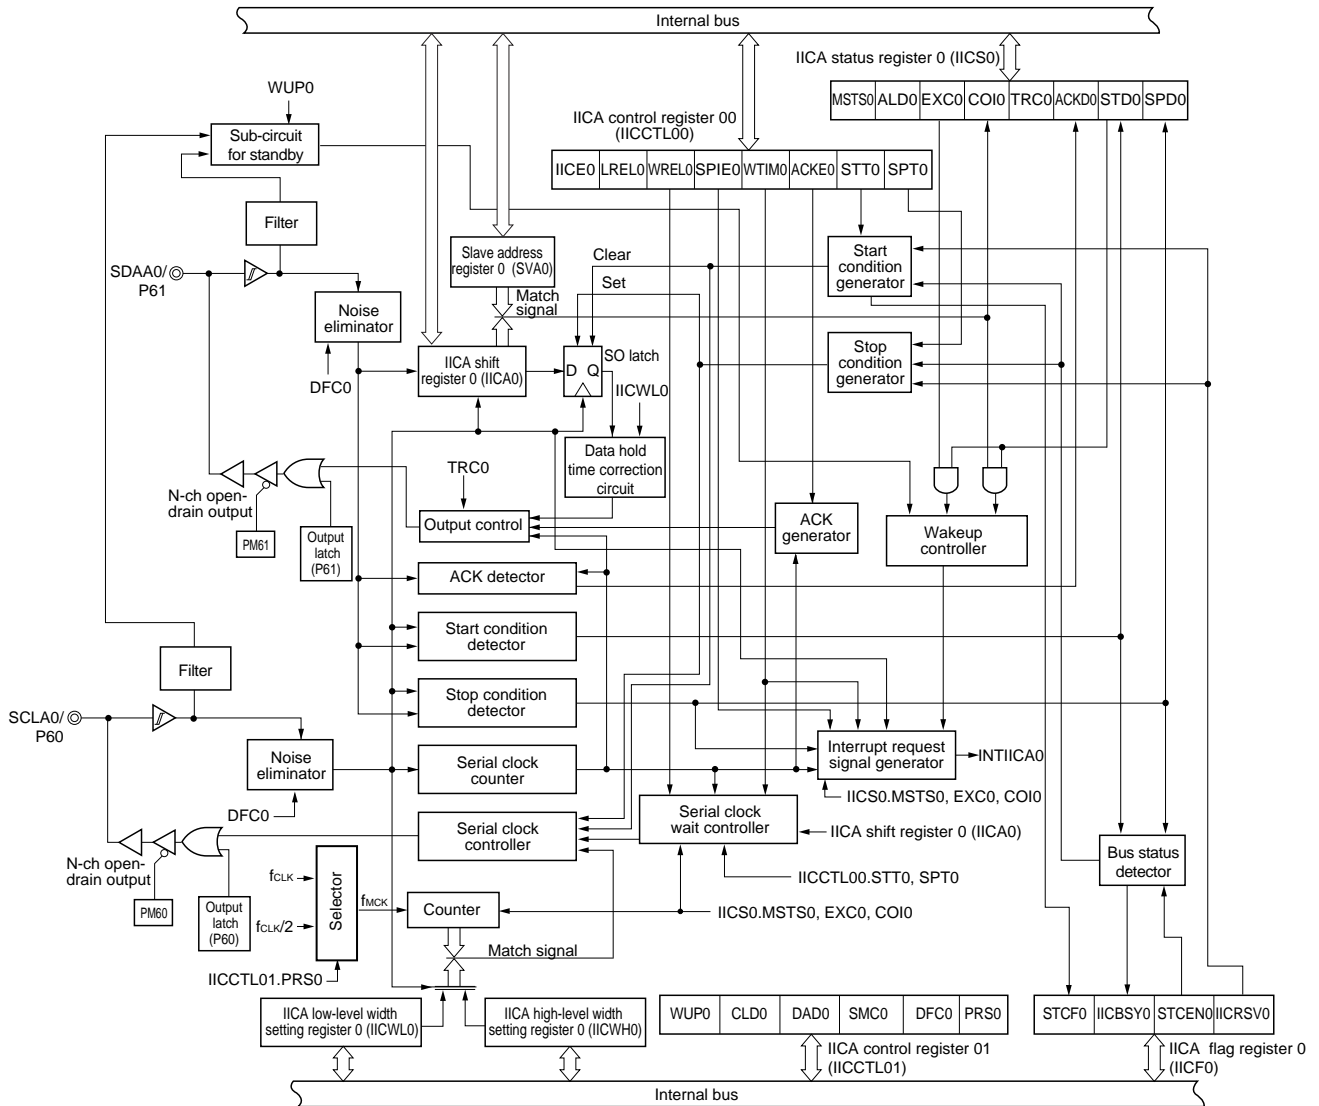 Internal bus
IICA status register 0 (IICS0)
WUP0
MSTS0 ALD0 EXC0 COI0 TRC0 ACKD0 STD0 SPD0
IICA control register 00
(IICCTL00)
Sub-circuit
for standby
IICE0 LREL0 WREL0 SPIE0 WTIM0 ACKE0 STT0 SPT0
Filter
Slave address
register 0 (SVA0)
Clear
Start
condition
generator
SDAA0/
P61
Set
Match
signal
Noise
eliminator
Stop
condition
generator
IICA shift
register 0 (IICA0)
SO latch
D Q
DFC0
IICWL0
Data hold
time correction
circuit
TRC0
N-ch open-
drain output
Output control
ACK
generator
Wakeup
controller
PM61
Output
latch
(P61)
ACK detector
Start condition
detector
Filter
Stop condition
detector
SCLA0/
P60
Noise
eliminator
Serial clock
counter
Interrupt request
signal generator
INTIICA0
IICS0.MSTS0, EXC0, COI0
DFC0
Serial clock
controller
Serial clock
wait controller
IICA shift register 0 (IICA0)
N-ch open-
drain output
Bus status
detector
fCLK
IICCTL00.STT0, SPT0
PM60
Output
latch
(P60)
fCLK/2
Selector
fMCK
Counter
IICS0.MSTS0, EXC0, COI0
Match signal
IICCTL01.PRS0
IICA low-level width
setting register 0 (IICWL0)
IICA high-level width
setting register 0 (IICWH0)
WUP0 CLD0 DAD0 SMC0 DFC0 PRS0
STCF0 IICBSY0 STCEN0 IICRSV0
IICA control register 01
(IICCTL01)
IICA flag register 0
(IICF0)
Internal bus